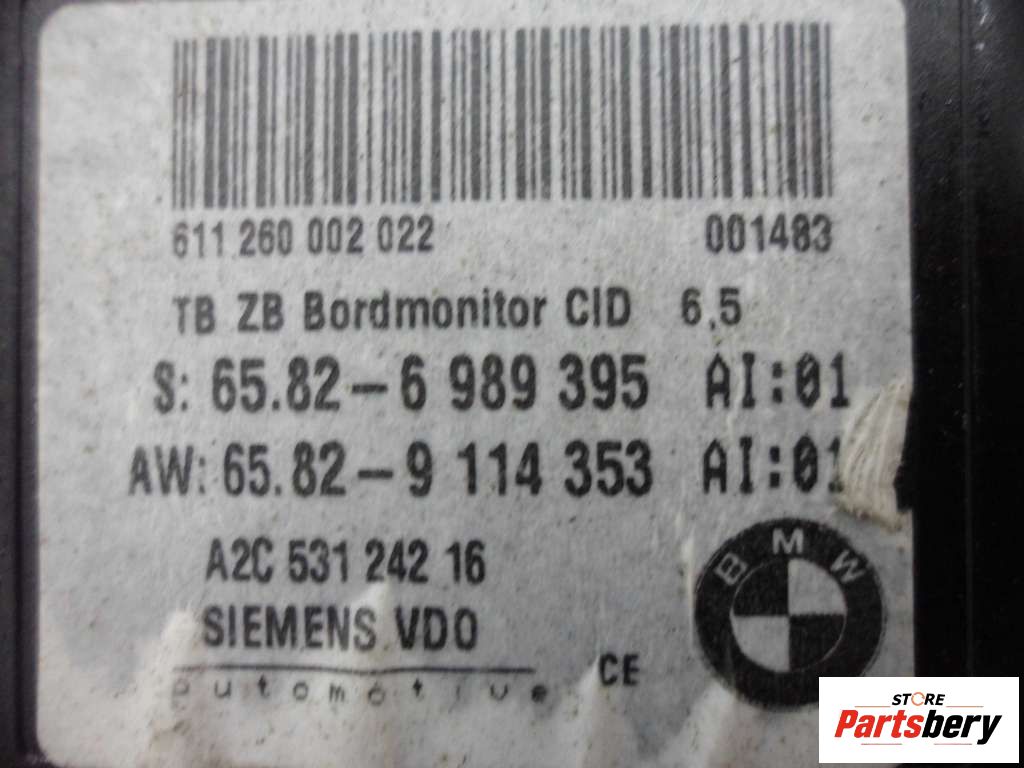 611 260 002 022 001483
TB ZB Bordmonitor CID 6,5
S: 65.82-6 989 395 AI:01
AW: 65.82-9 114 353 AI:01
A2C 531 242 16
SIEMENS VDO
automotive
CE
BMW
STORE
Partsbery